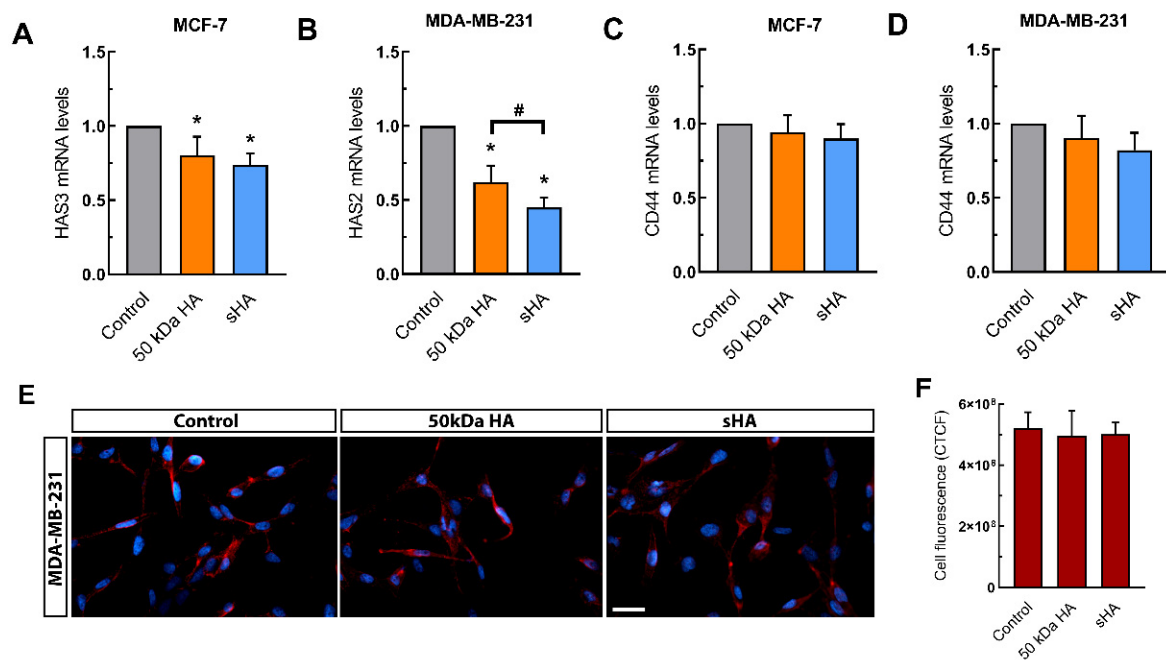 A
MCF-7
HAS3 mRNA levels
1.5
1.0
0.5
0.0
*
*
Control
50 kDa HA
sHA
B
MDA-MB-231
HAS2 mRNA levels
1.5
1.0
0.5
0.0
#
*
*
Control
50 kDa HA
sHA
C
MCF-7
CD44 mRNA levels
1.5
1.0
0.5
0.0
Control
50 kDa HA
sHA
D
MDA-MB-231
CD44 mRNA levels
1.5
1.0
0.5
0.0
Control
50 kDa HA
sHA
E
Control
50kDa HA
sHA
MDA-MB-231
F
Cell fluorescence (CTCF)
6×10⁸
4×10⁸
2×10⁸
0
Control
50 kDa HA
sHA